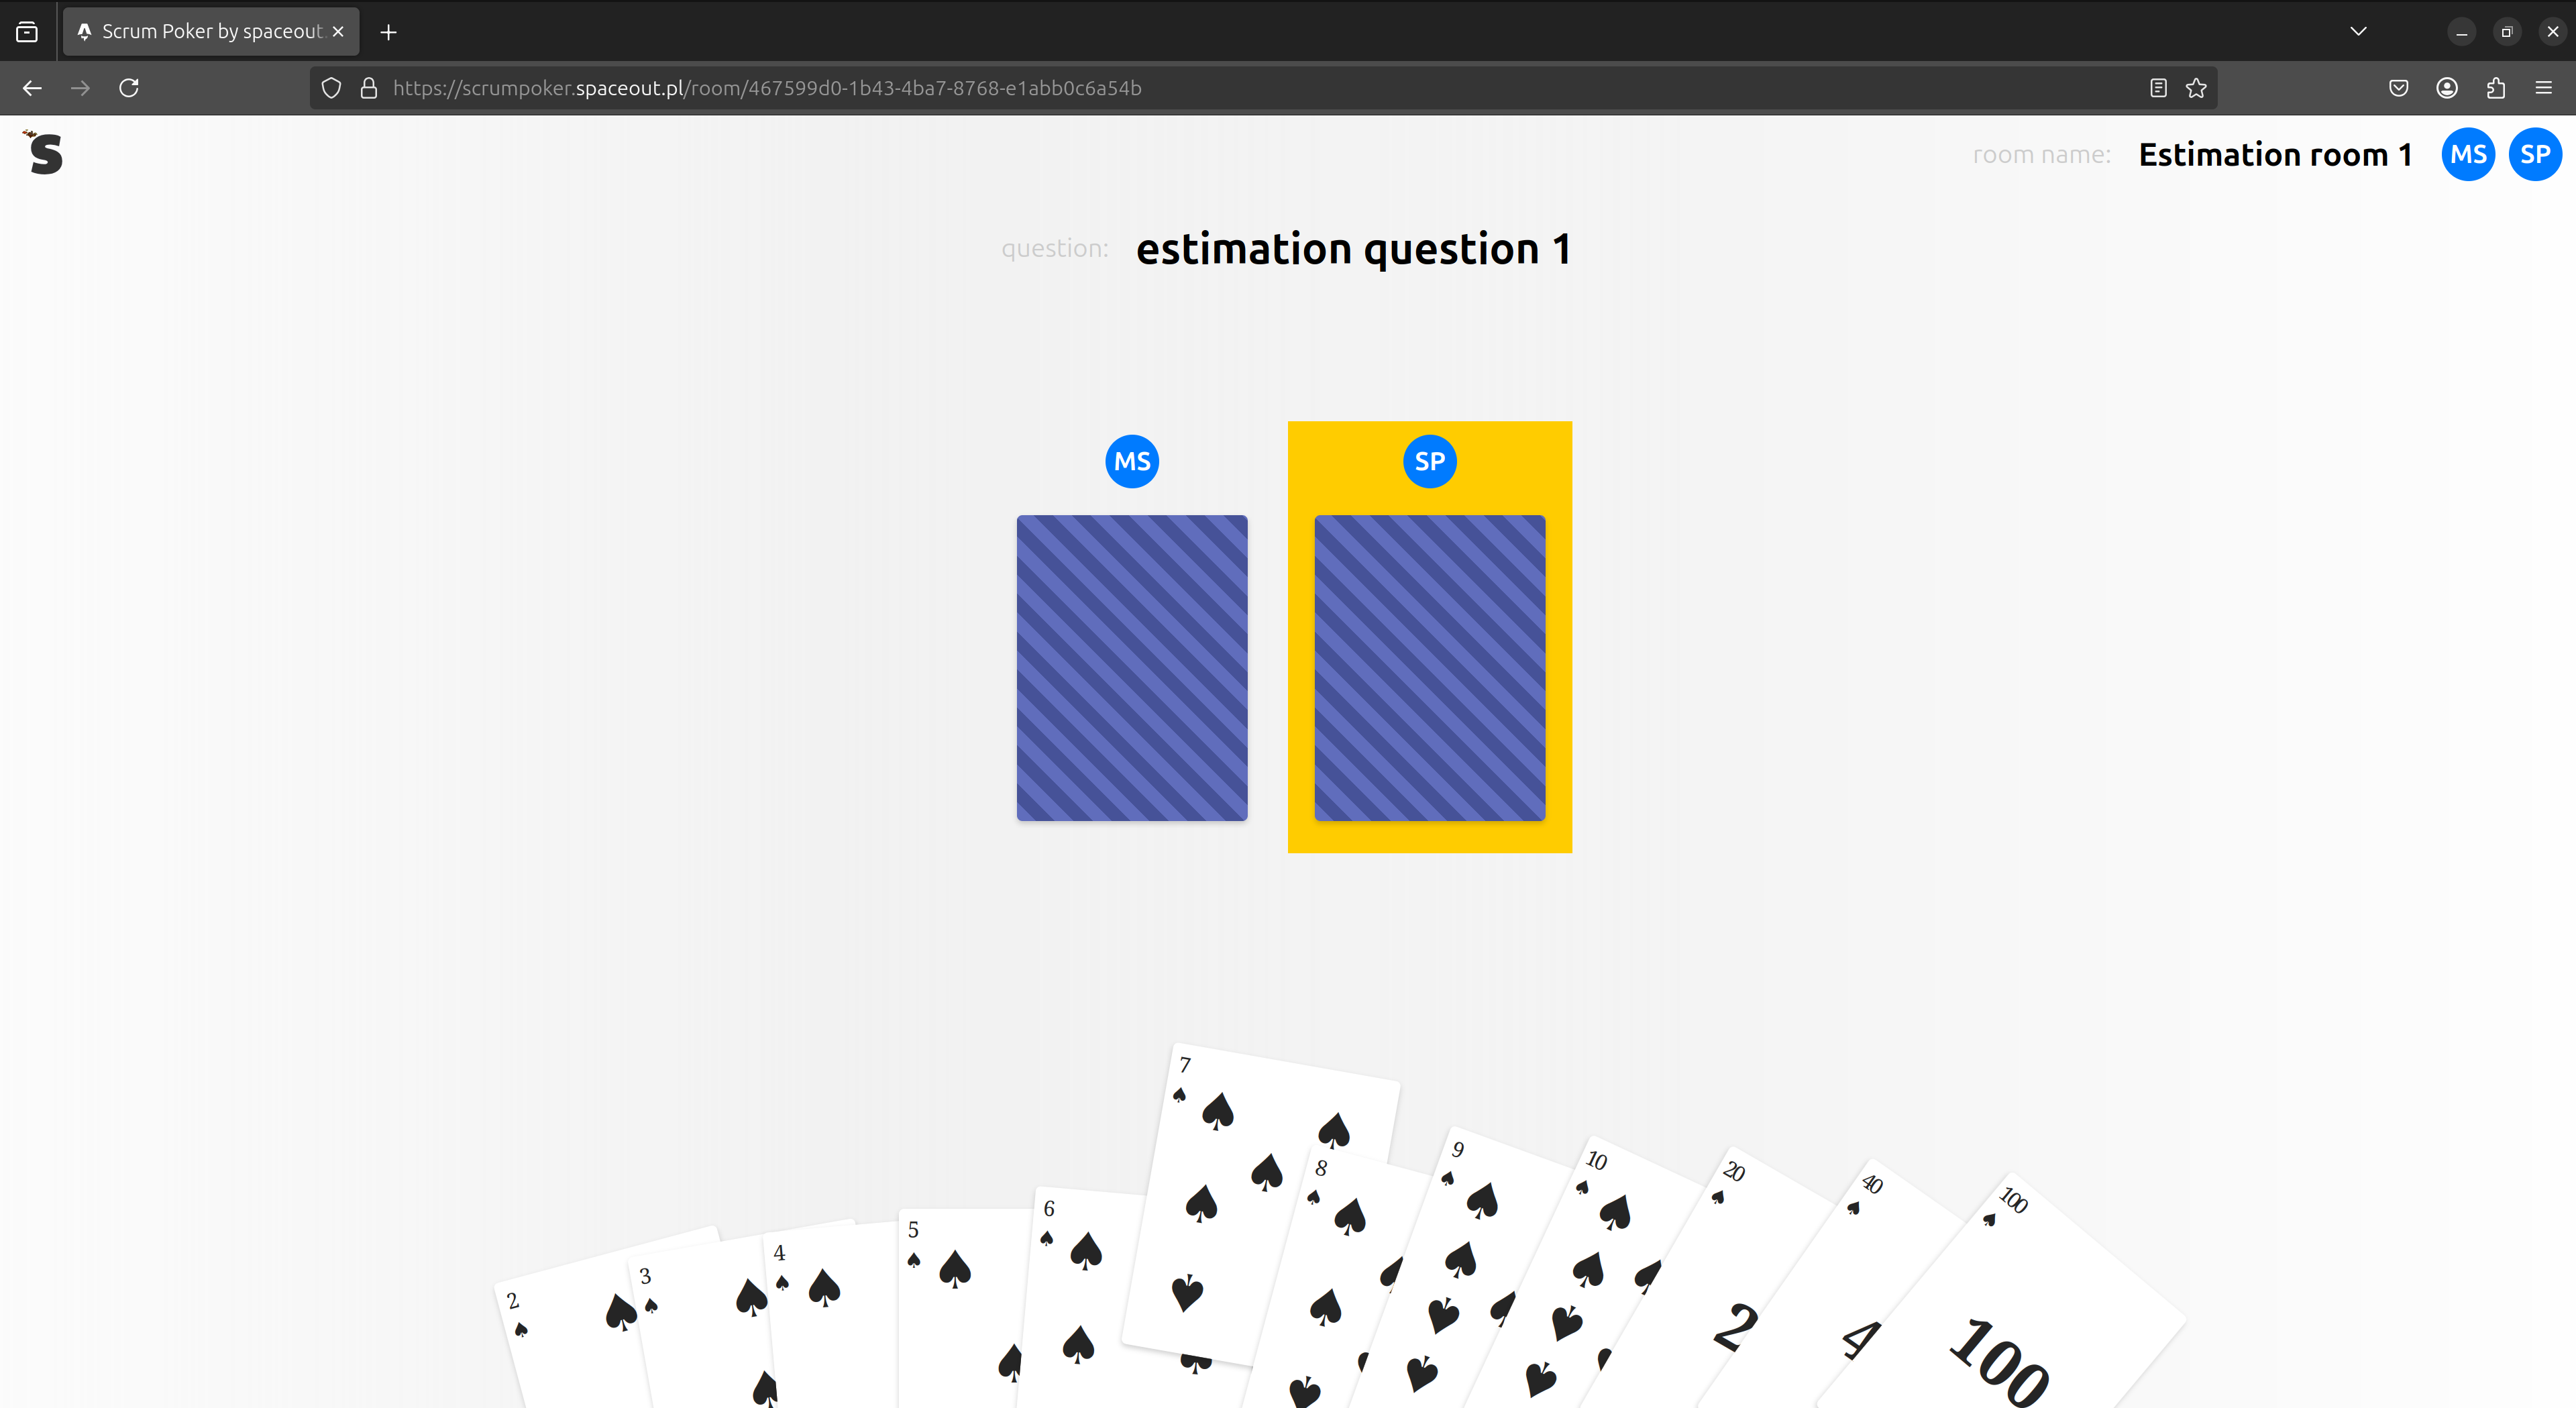 Scrum Poker by spaceout.
https://scrumpoker.spaceout.pl/room/467599d0-1b43-4ba7-8768-e1abb0c6a54b
s
room name: Estimation room 1 MS SP
question: estimation question 1
MS SP
2
3
4
5
6
7
8
9
10
20
2
40
4
100
100